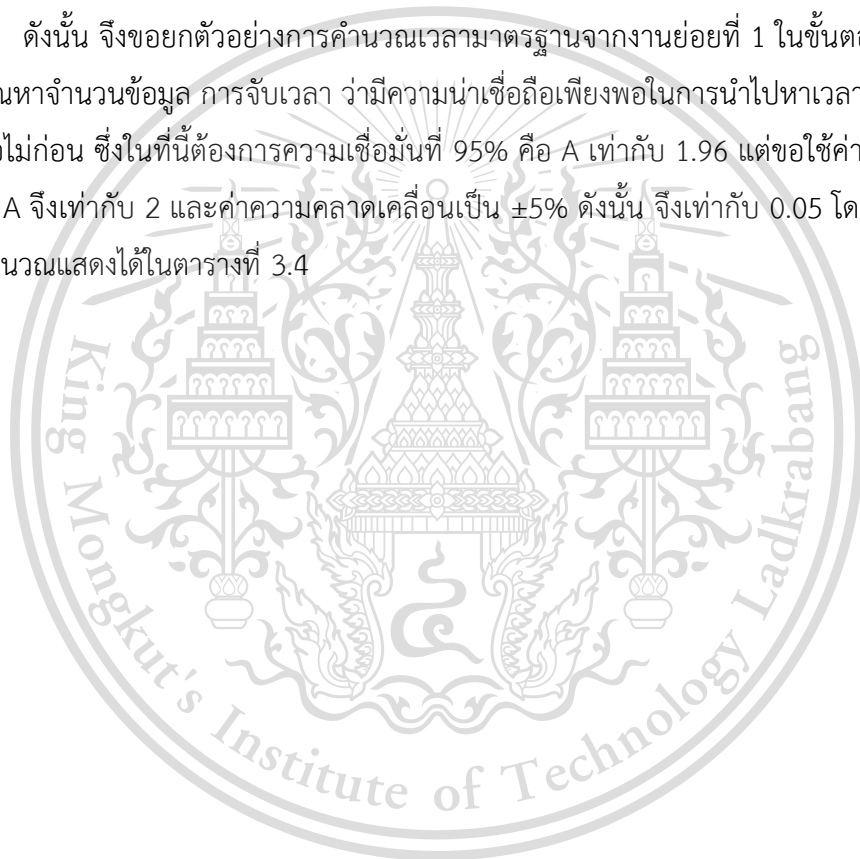 ดังนั้น จึงขอยกตัวอย่างการคำนวณเวลามาตรฐานจากงานย่อยที่ 1 ในขั้นต
ณหาจำนวนข้อมูล การจับเวลา ว่ามีความน่าเชื่อถือเพียงพอในการนำไปหาเวลา
อไม่ก่อน ซึ่งในที่นี้ต้องการความเชื่อมั่นที่ 95% คือ A เท่ากับ 1.96 แต่ขอใช้ค่า
A จึงเท่ากับ 2 และค่าความคลาดเคลื่อนเป็น ±5% ดังนั้น จึงเท่ากับ 0.05 โด
นวณแสดงได้ในตารางที่ 3.4
King Mongkut's Institute of Technology Ladkrabang